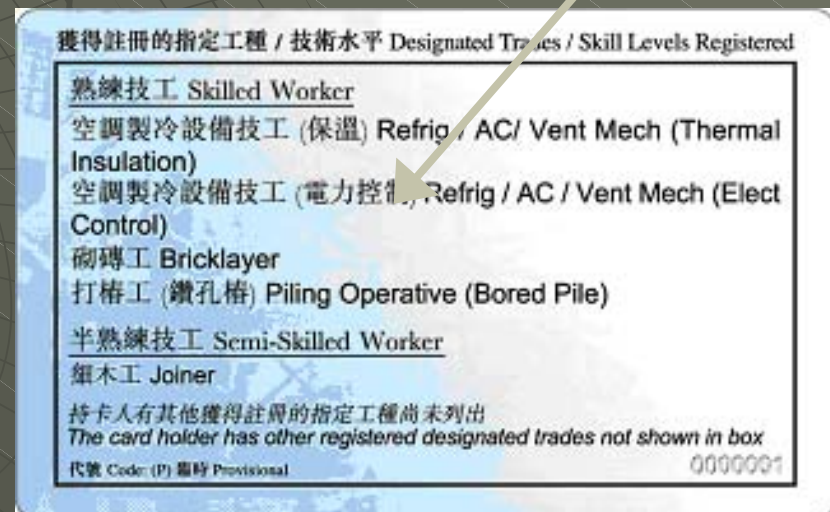 獲得註冊的指定工種 / 技術水平 Designated Trades / Skill Levels Registered
熟練技工 Skilled Worker
空調製冷設備技工 (保溫) Refrig / AC/ Vent Mech (Thermal
Insulation)
空調製冷設備技工 (電力控制) Refrig / AC / Vent Mech (Elect
Control)
砌磚工 Bricklayer
打樁工 (鑽孔樁) Piling Operative (Bored Pile)
半熟練技工 Semi-Skilled Worker
細木工 Joiner
持卡人有其他獲得註冊的指定工種尚未列出
The card holder has other registered designated trades not shown in box
代號 Code: (P) 臨時 Provisional
0000001